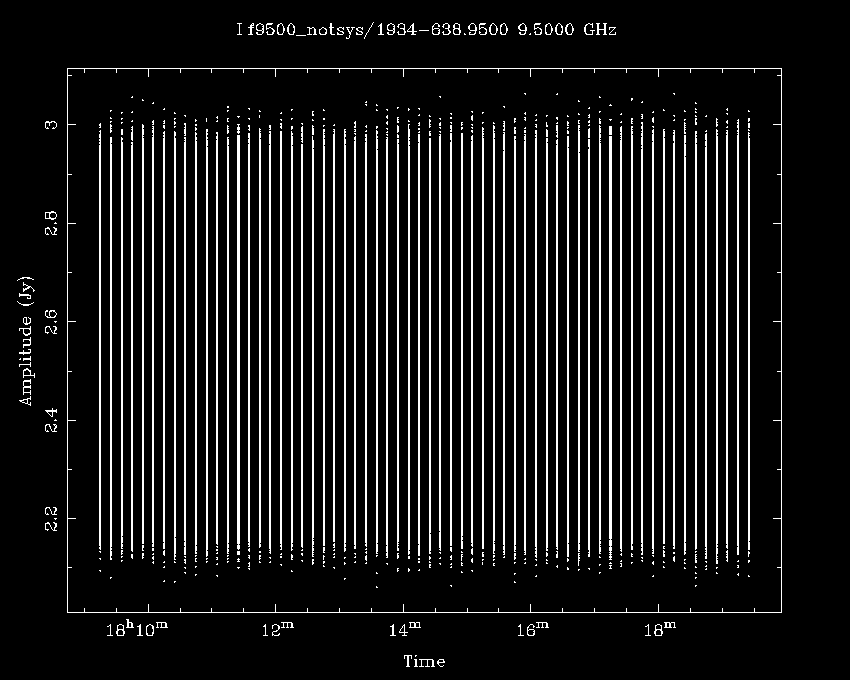 I f9500_notsys/1934−638.9500 9.5000 GHz
Amplitude (Jy)
3
2.8
2.6
2.4
2.2
18h10m 12m 14m 16m 18m
Time